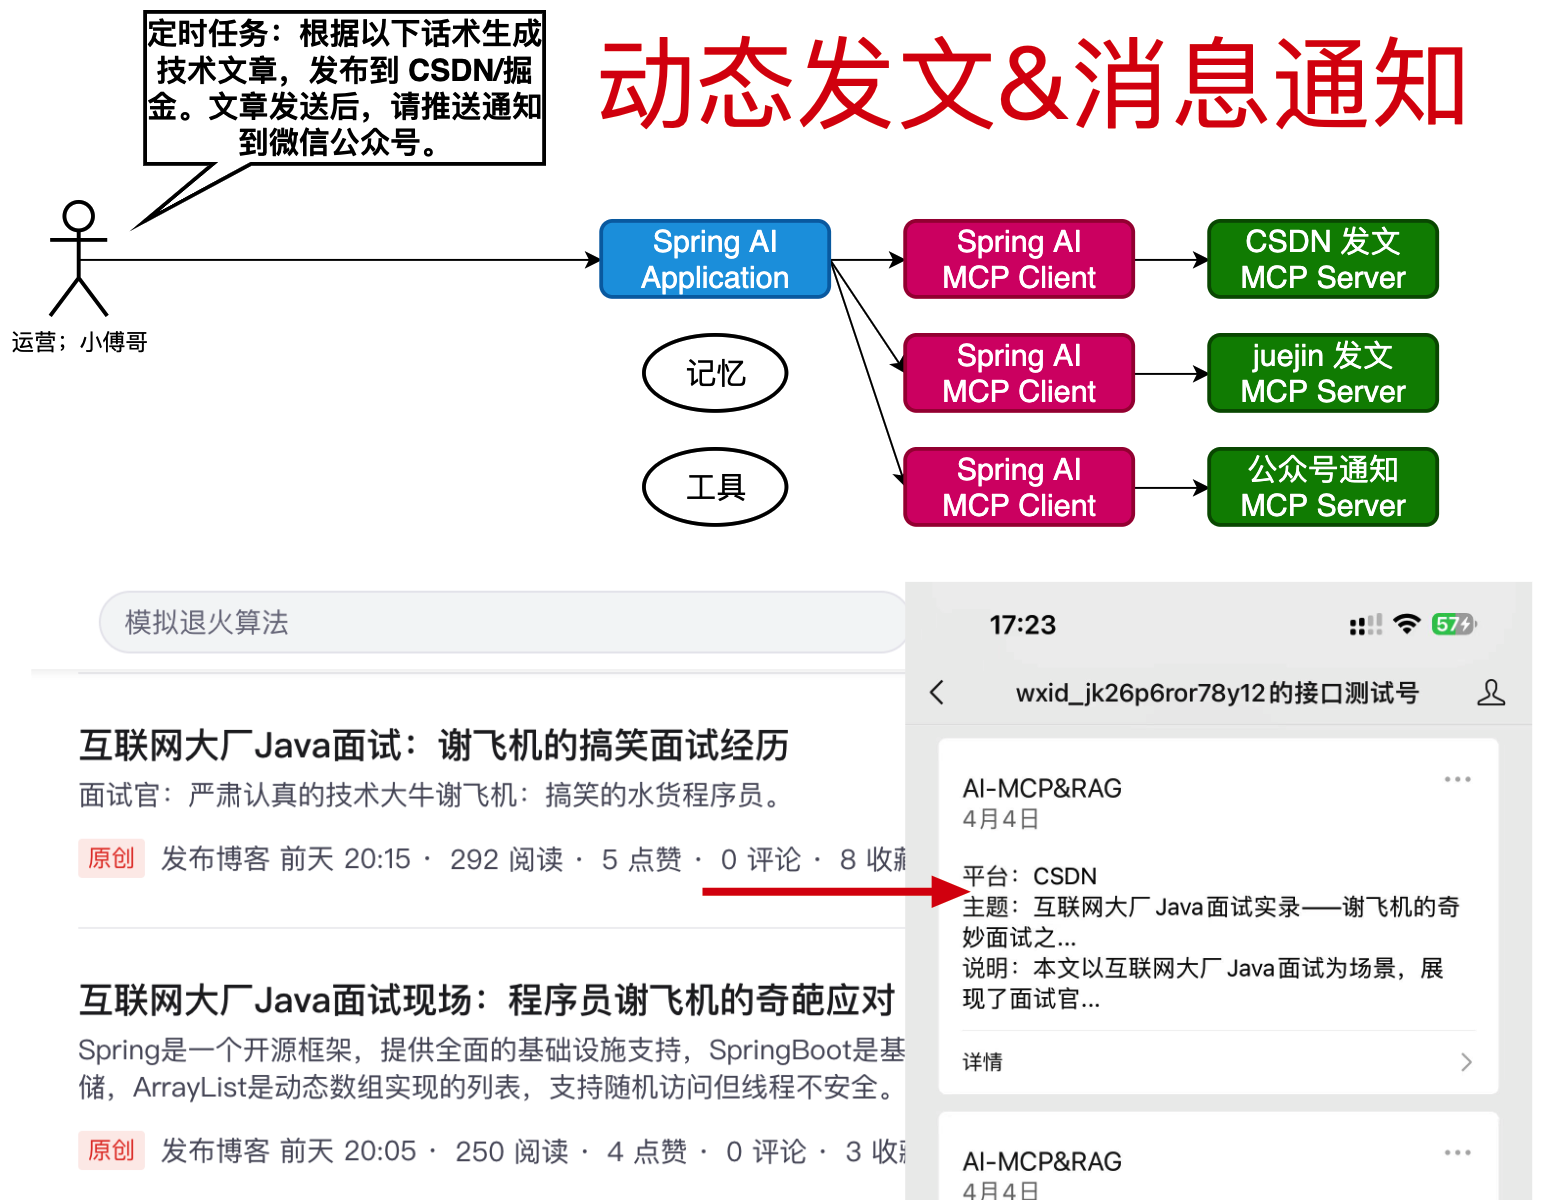 定时任务：根据以下话术生成
技术文章，发布到 CSDN/掘
金。文章发送后，请推送通知
到微信公众号。
动态发文&消息通知
运营；小傅哥
Spring AI
Application
Spring AI
MCP Client
CSDN 发文
MCP Server
记忆
Spring AI
MCP Client
juejin 发文
MCP Server
工具
Spring AI
MCP Client
公众号通知
MCP Server
模拟退火算法
互联网大厂Java面试：谢飞机的搞笑面试经历
面试官：严肃认真的技术大牛谢飞机：搞笑的水货程序员。
原创 发布博客 前天 20:15 · 292 阅读 · 5 点赞 · 0 评论 · 8 收藏
互联网大厂Java面试现场：程序员谢飞机的奇葩应对
Spring是一个开源框架，提供全面的基础设施支持，SpringBoot是基
储，ArrayList是动态数组实现的列表，支持随机访问但线程不安全。
原创 发布博客 前天 20:05 · 250 阅读 · 4 点赞 · 0 评论 · 3 收藏
17:23
57
wxid_jk26p6ror78y12的接口测试号
AI-MCP&RAG
4月4日
平台：CSDN
主题：互联网大厂Java面试实录——谢飞机的奇
妙面试之...
说明：本文以互联网大厂Java面试为场景，展
现了面试官...
详情
AI-MCP&RAG
4月4日